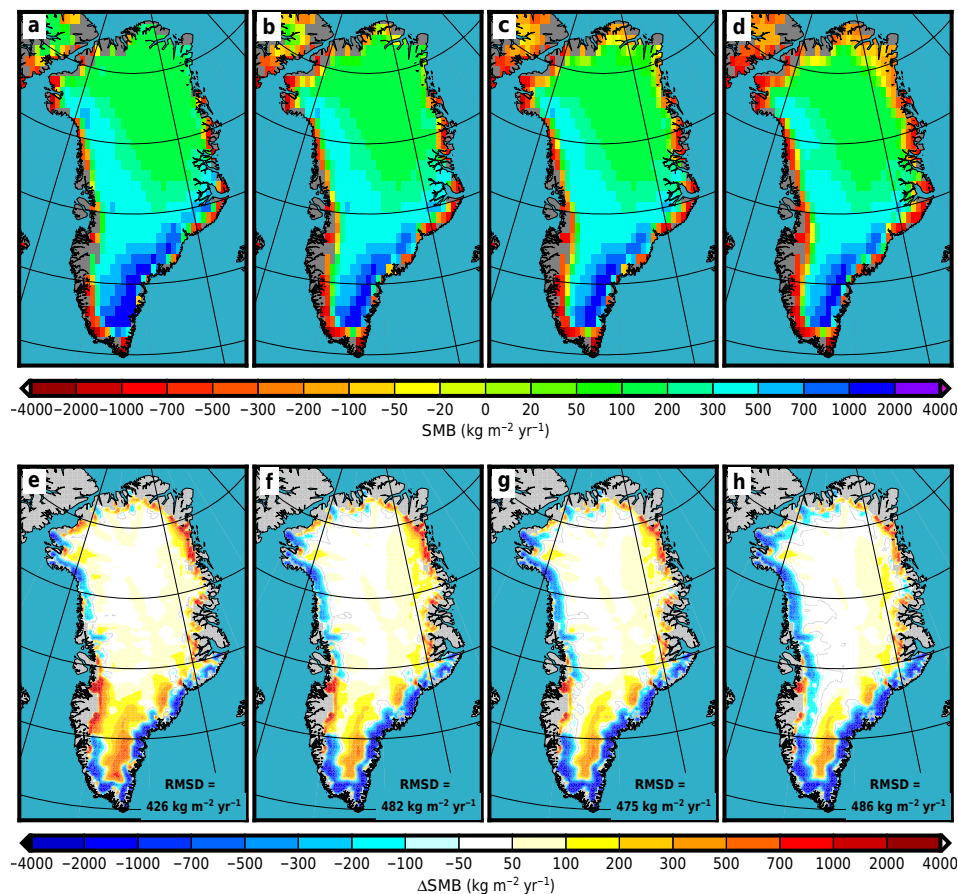 a b c d
−4000 −2000 −1000 −700 −500 −300 −200 −100 −50 −20 0 20 50 100 200 300 500 700 1000 2000 4000
SMB (kg m⁻² yr⁻¹)
e f g h
RMSD = RMSD = RMSD = RMSD =
426 kg m⁻² yr⁻¹ 482 kg m⁻² yr⁻¹ 475 kg m⁻² yr⁻¹ 486 kg m⁻² yr⁻¹
−4000 −2000 −1000 −700 −500 −300 −200 −100 −50 50 100 200 300 500 700 1000 2000 4000
ΔSMB (kg m⁻² yr⁻¹)